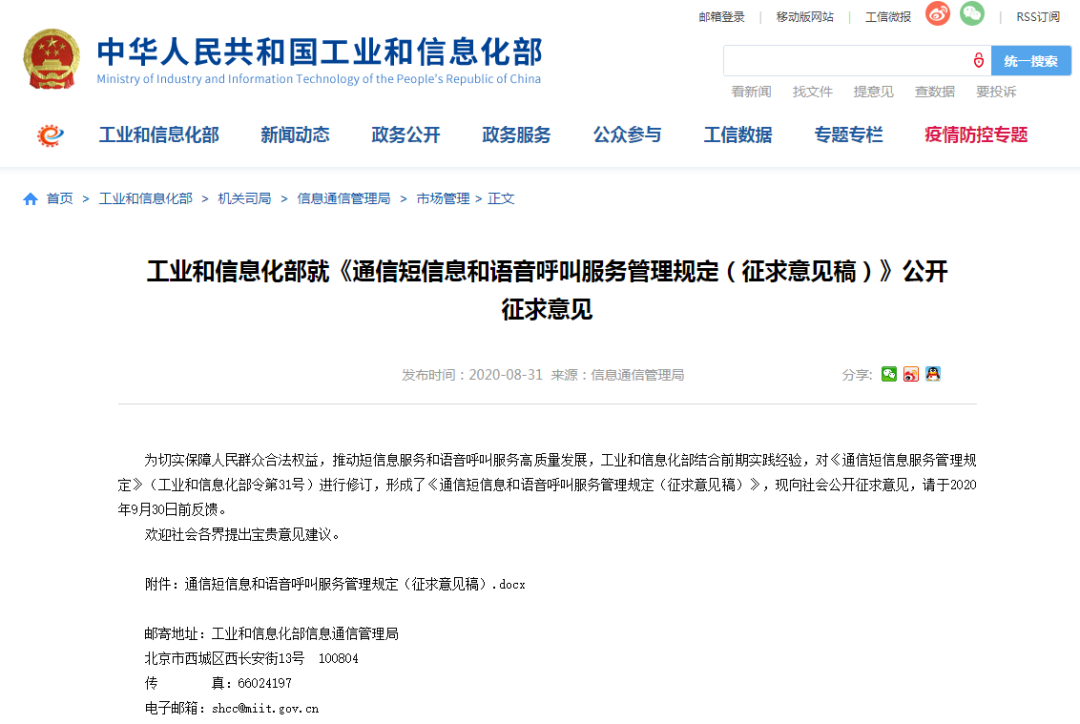 邮箱登录 | 移动版网站 | 工信微报 | RSS订阅
中华人民共和国工业和信息化部
Ministry of Industry and Information Technology of the People's Republic of China
统一搜索
看新闻 找文件 提意见 查数据 要投诉
工业和信息化部 新闻动态 政务公开 政务服务 公众参与 工信数据 专题专栏 疫情防控专题
首页 > 工业和信息化部 > 机关司局 > 信息通信管理局 > 市场管理 > 正文
工业和信息化部就《通信短信息和语音呼叫服务管理规定（征求意见稿）》公开
征求意见
发布时间：2020-08-31 来源：信息通信管理局
分享:
为切实保障人民群众合法权益，推动短信息服务和语音呼叫服务高质量发展，工业和信息化部结合前期实践经验，对《通信短信息服务管理规
定》（工业和信息化部令第31号）进行修订，形成了《通信短信息和语音呼叫服务管理规定（征求意见稿）》，现向社会公开征求意见，请于2020
年9月30日前反馈。
欢迎社会各界提出宝贵意见建议。
附件：通信短信息和语音呼叫服务管理规定（征求意见稿）.docx
邮寄地址：工业和信息化部信息通信管理局
北京市西城区西长安街13号 100804
传 真：66024197
电子邮箱：shcc@miit.gov.cn